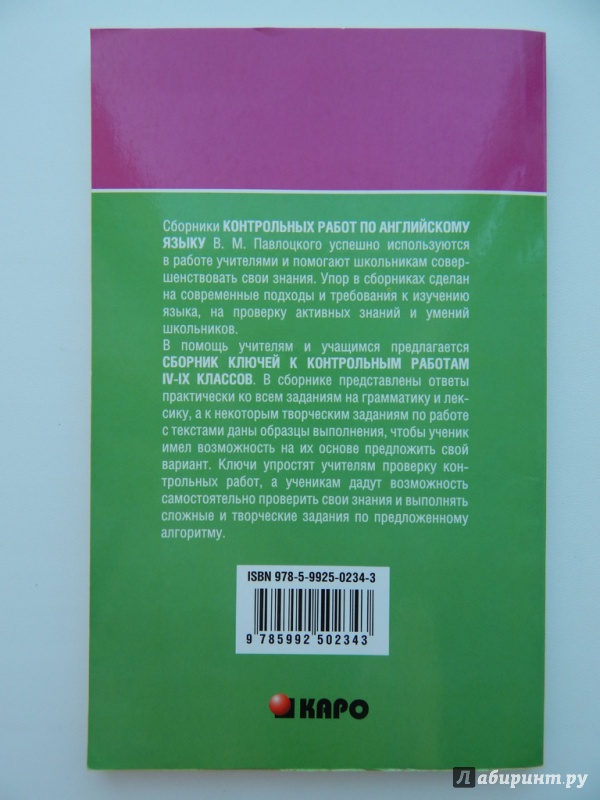 Сборники КОНТРОЛЬНЫХ РАБОТ ПО АНГЛИЙСКОМУ
ЯЗЫКУ В. М. Павлоцкого успешно используются
в работе учителями и помогают школьникам совер-
шенствовать свои знания. Упор в сборниках сделан
на современные подходы и требования к изучению
языка, на проверку активных знаний и умений
школьников.
В помощь учителям и учащимся предлагается
СБОРНИК КЛЮЧЕЙ К КОНТРОЛЬНЫМ РАБОТАМ
IV-IX КЛАССОВ. В сборнике представлены ответы
практически ко всем заданиям на грамматику и лек-
сику, а к некоторым творческим заданиям по работе
с текстами даны образцы выполнения, чтобы ученик
имел возможность на их основе предложить свой
вариант. Ключи упростят учителям проверку кон-
трольных работ, а ученикам дадут возможность
самостоятельно проверить свои знания и выполнять
сложные и творческие задания по предложенному
алгоритму.
ISBN 978-5-9925-0234-3
9 785992 502343
КАРО
Лабиринт.ру